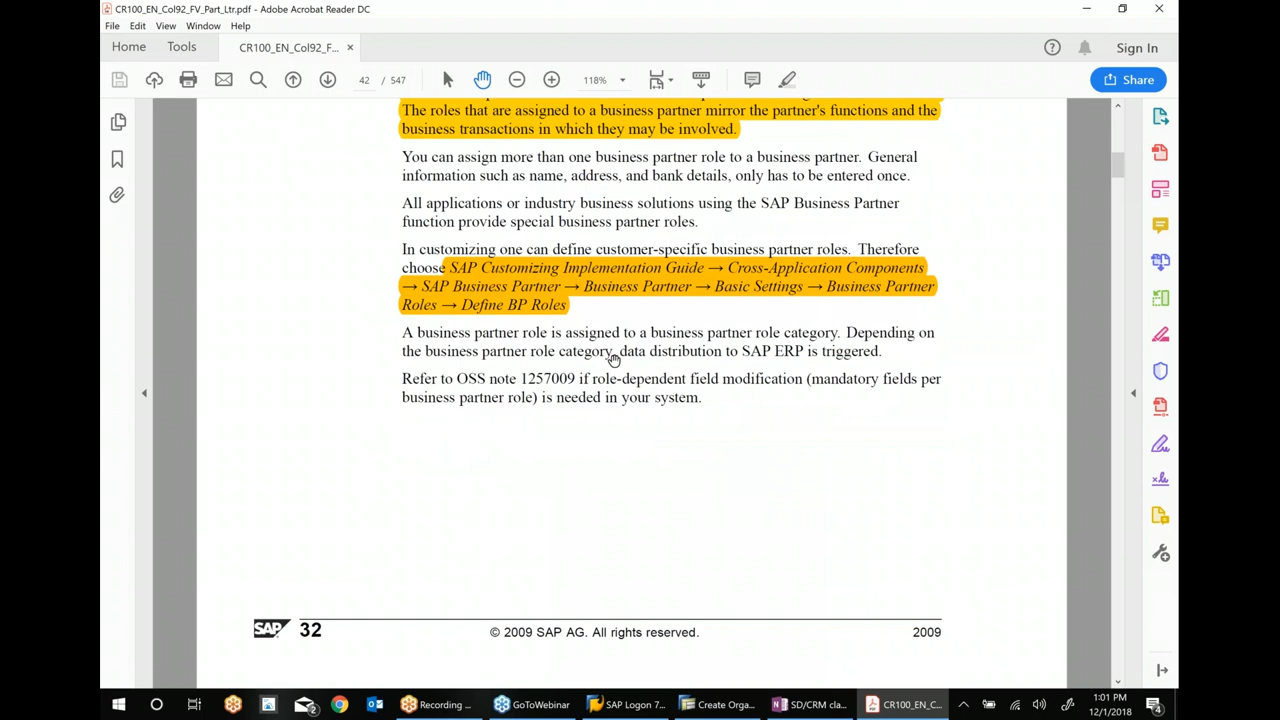 CR100_EN_Col92_FV_Part_Ltr.pdf - Adobe Acrobat Reader DC
File Edit View Window Help
Home Tools CR100_EN_Col92_F... × Sign In
42 / 547 118% Share
The roles that are assigned to a business partner mirror the partner's functions and the
business transactions in which they may be involved.
You can assign more than one business partner role to a business partner. General
information such as name, address, and bank details, only has to be entered once.
All applications or industry business solutions using the SAP Business Partner
function provide special business partner roles.
In customizing one can define customer-specific business partner roles. Therefore
choose SAP Customizing Implementation Guide → Cross-Application Components
→ SAP Business Partner → Business Partner → Basic Settings → Business Partner
Roles → Define BP Roles
A business partner role is assigned to a business partner role category. Depending on
the business partner role category, data distribution to SAP ERP is triggered.
Refer to OSS note 1257009 if role-dependent field modification (mandatory fields per
business partner role) is needed in your system.
SAP 32 © 2009 SAP AG. All rights reserved. 2009
Recording ... GoToWebinar SAP Logon 7... Create Orga... SD/CRM cla... CR100_EN_C... 1:01 PM
12/1/2018